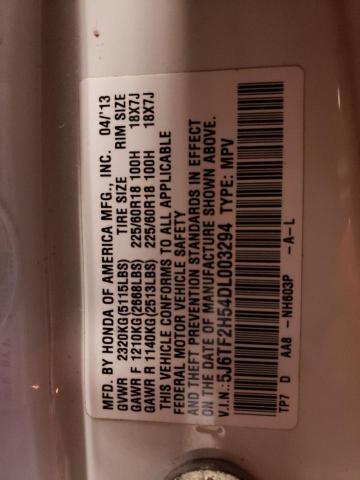 MFD. BY HONDA OF AMERICA MFG., INC. 04/'13
GVWR 2320KG(5115LBS) TIRE SIZE RIM SIZE
GAWR F 1210KG(2668LBS) 225/60R18 100H 18X7J
GAWR R 1140KG(2513LBS) 225/60R18 100H 18X7J
THIS VEHICLE CONFORMS TO ALL APPLICABLE
FEDERAL MOTOR VEHICLE SAFETY
AND THEFT PREVENTION STANDARDS IN EFFECT
ON THE DATE OF MANUFACTURE SHOWN ABOVE.
V.I.N.:5J6TF2H54DL003294 TYPE: MPV
TP7 D AA8 -NH603P -A-L